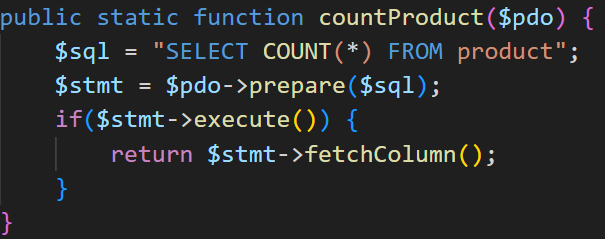 public static function countProduct($pdo) {
    $sql = "SELECT COUNT(*) FROM product";
    $stmt = $pdo->prepare($sql);
    if($stmt->execute()) {
        return $stmt->fetchColumn();
    }
}